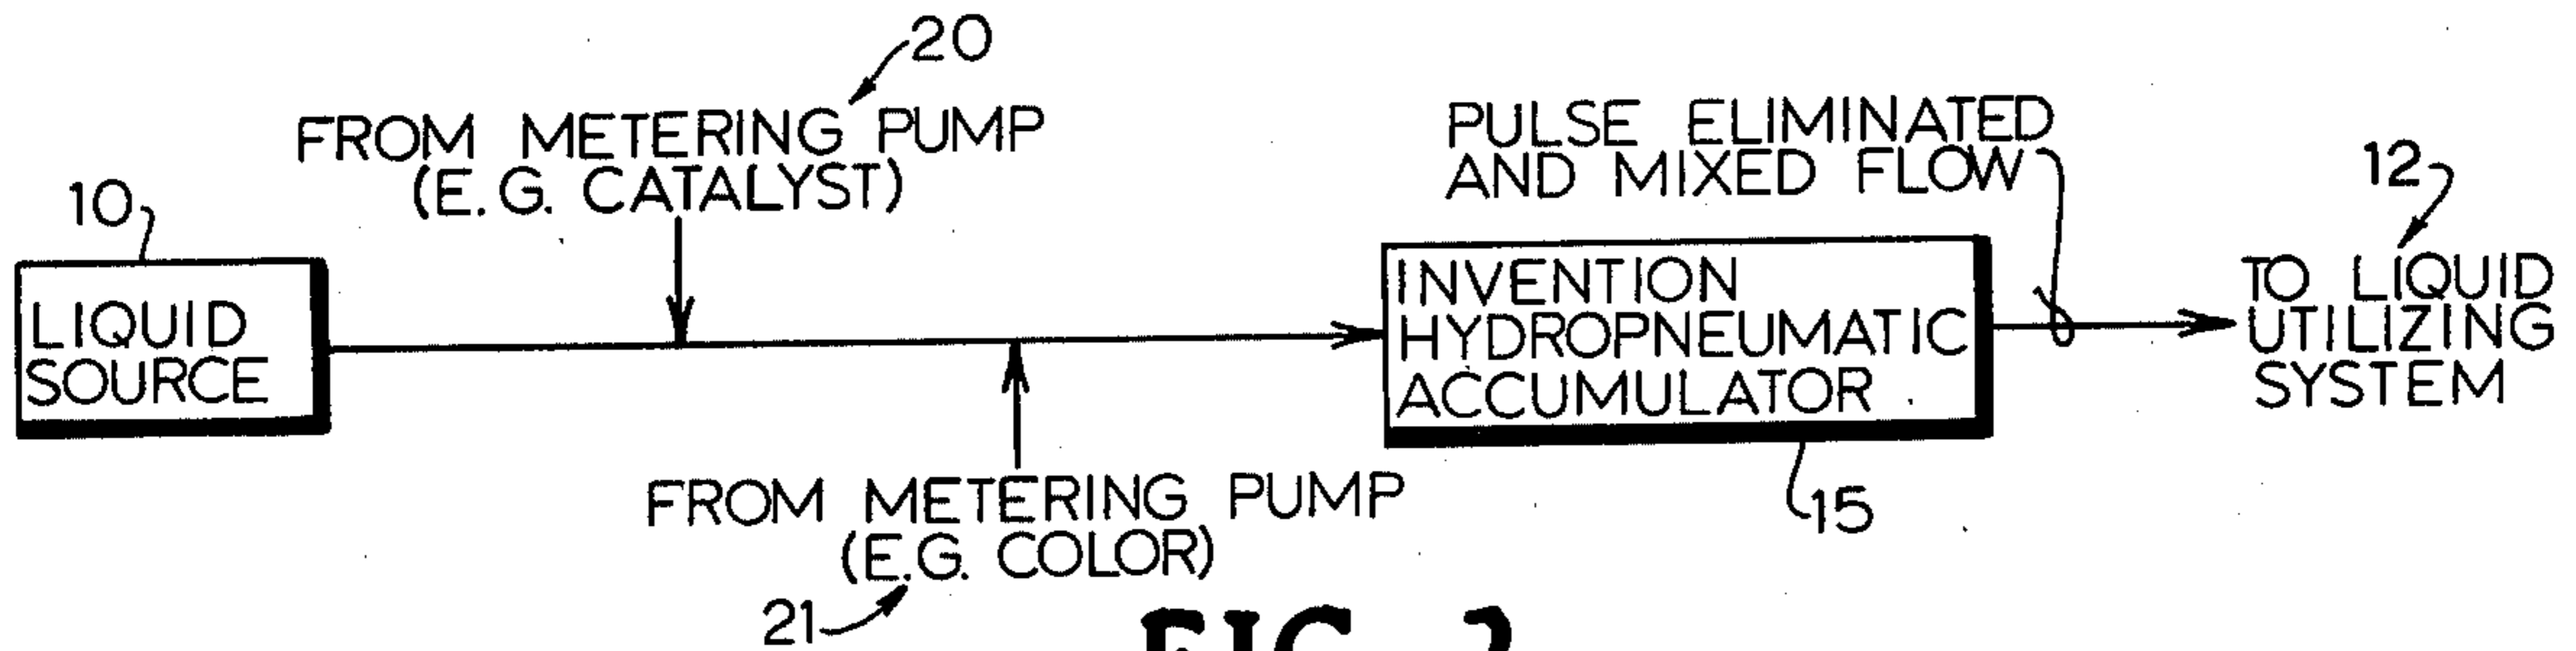 20
FROM METERING PUMP
(E.G. CATALYST)
PULSE ELIMINATED
AND MIXED FLOW
12
10
LIQUID
SOURCE
INVENTION
HYDROPNEUMATIC
ACCUMULATOR
TO LIQUID
UTILIZING
SYSTEM
FROM METERING PUMP
(E.G. COLOR)
15
21